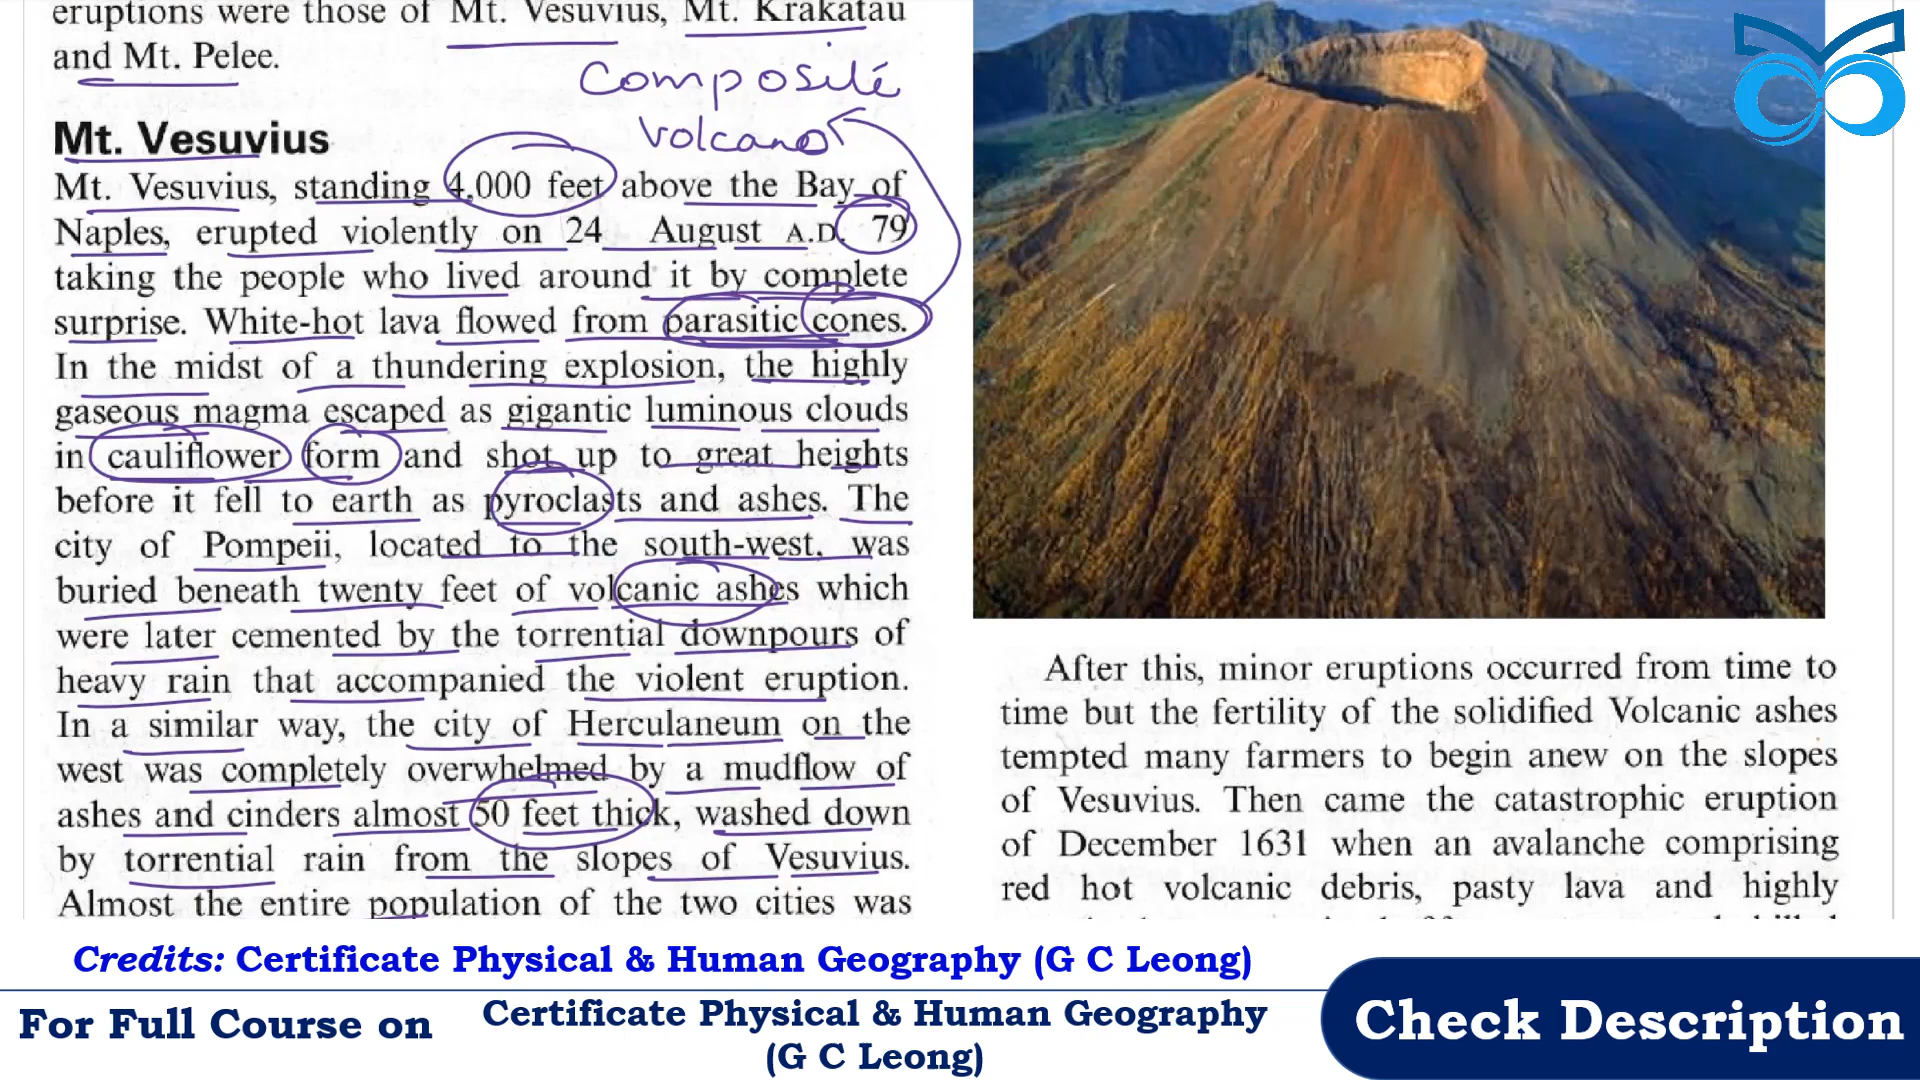 eruptions were those of Mt. Vesuvius, Mt. Krakatau
and Mt. Pelee.
Composite
Volcano
Mt. Vesuvius
Mt. Vesuvius, standing 4,000 feet above the Bay of
Naples, erupted violently on 24 August A.D. 79
taking the people who lived around it by complete
surprise. White-hot lava flowed from parasitic cones.
In the midst of a thundering explosion, the highly
gaseous magma escaped as gigantic luminous clouds
in cauliflower form and shot up to great heights
before it fell to earth as pyroclasts and ashes. The
city of Pompeii, located to the south-west, was
buried beneath twenty feet of volcanic ashes which
were later cemented by the torrential downpours of
heavy rain that accompanied the violent eruption.
In a similar way, the city of Herculaneum on the
west was completely overwhelmed by a mudflow of
ashes and cinders almost 50 feet thick, washed down
by torrential rain from the slopes of Vesuvius.
Almost the entire population of the two cities was
After this, minor eruptions occurred from time to
time but the fertility of the solidified Volcanic ashes
tempted many farmers to begin anew on the slopes
of Vesuvius. Then came the catastrophic eruption
of December 1631 when an avalanche comprising
red hot volcanic debris, pasty lava and highly
Credits: Certificate Physical & Human Geography (G C Leong)
For Full Course on
Certificate Physical & Human Geography
(G C Leong)
Check Description